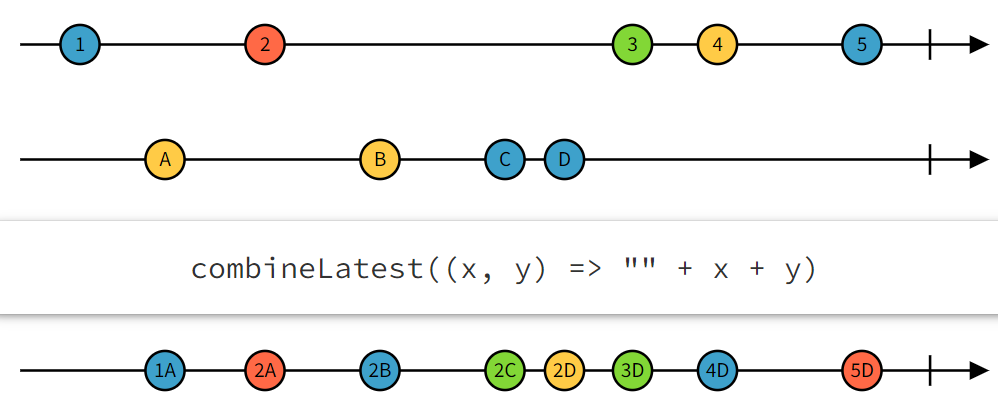 1 2 3 4 5
A B C D
combineLatest((x, y) => "" + x + y)
1A 2A 2B 2C 2D 3D 4D 5D